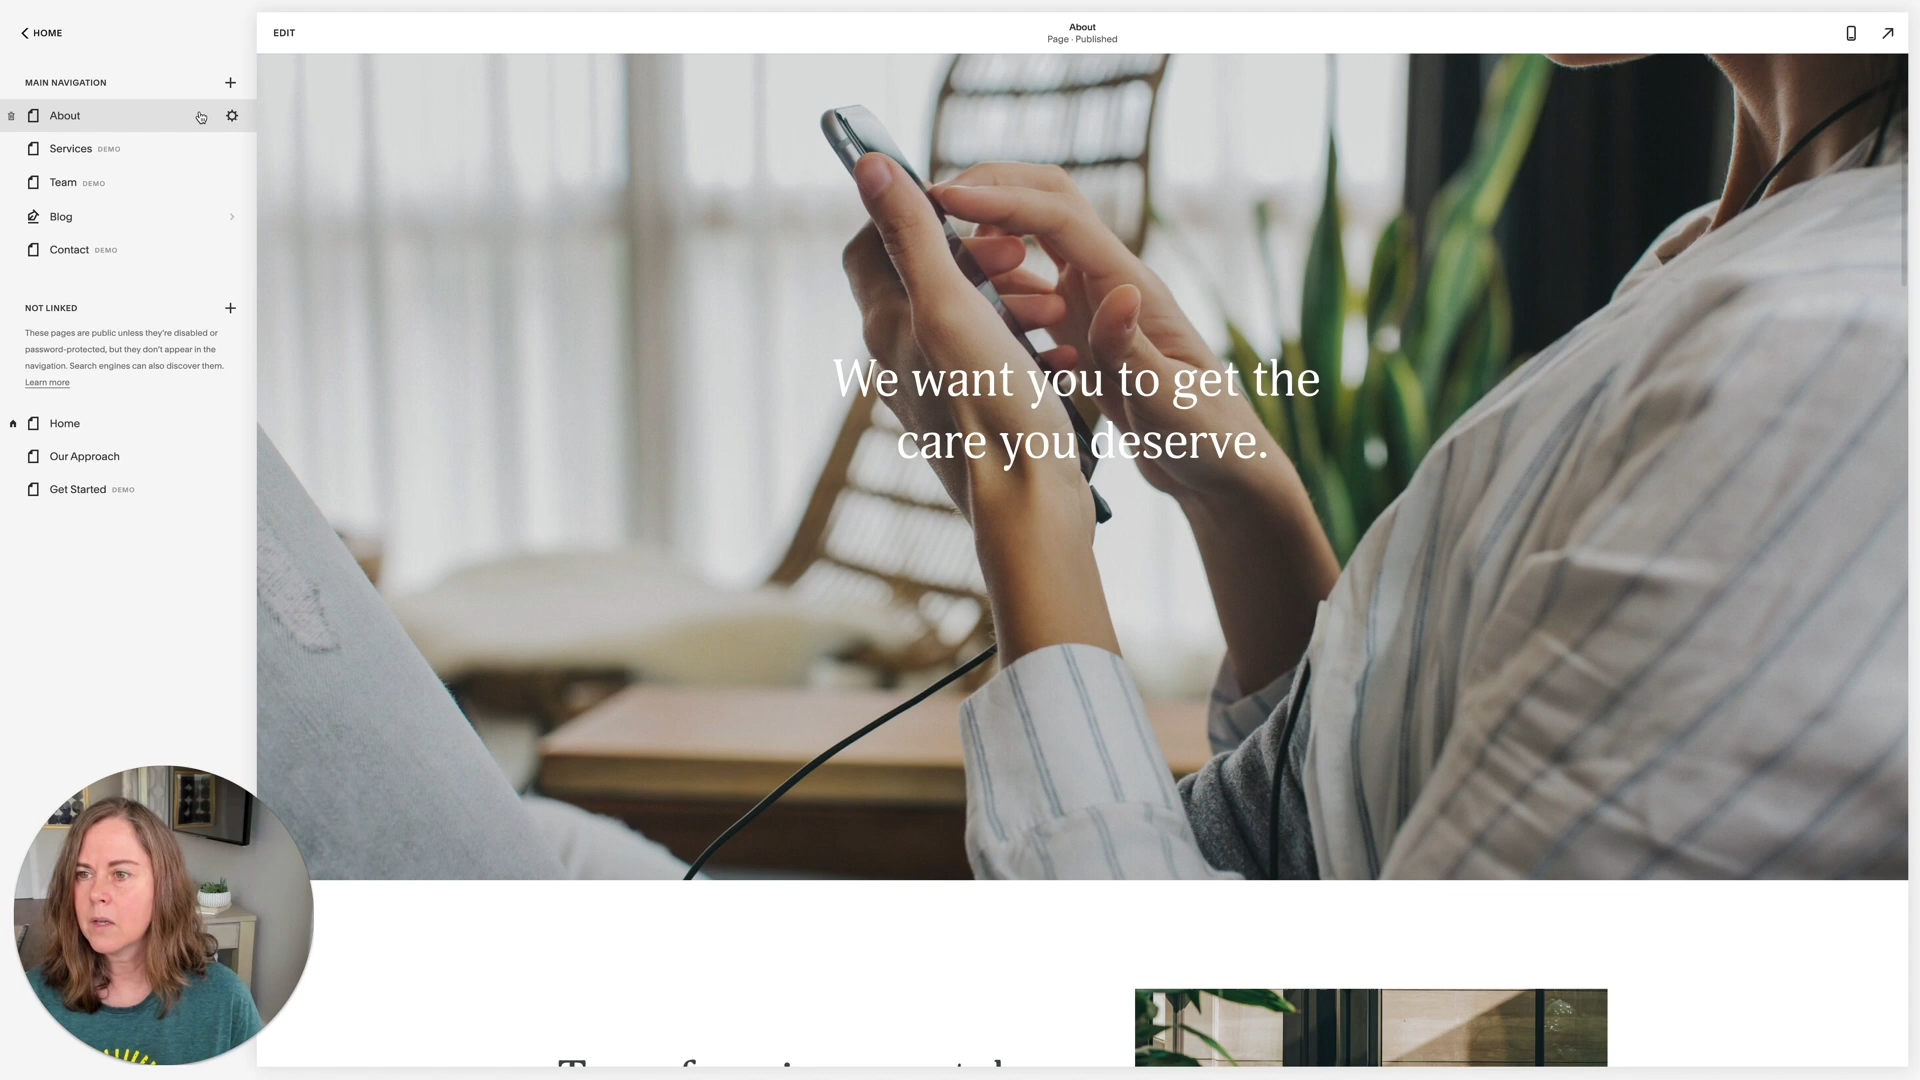 HOME
MAIN NAVIGATION
About
Services DEMO
Team DEMO
Blog
Contact DEMO
NOT LINKED
These pages are public unless they're disabled or
password-protected, but they don't appear in the
navigation. Search engines can also discover them.
Learn more
Home
Our Approach
Get Started DEMO
EDIT
About
Page · Published
We want you to get the
care you deserve.